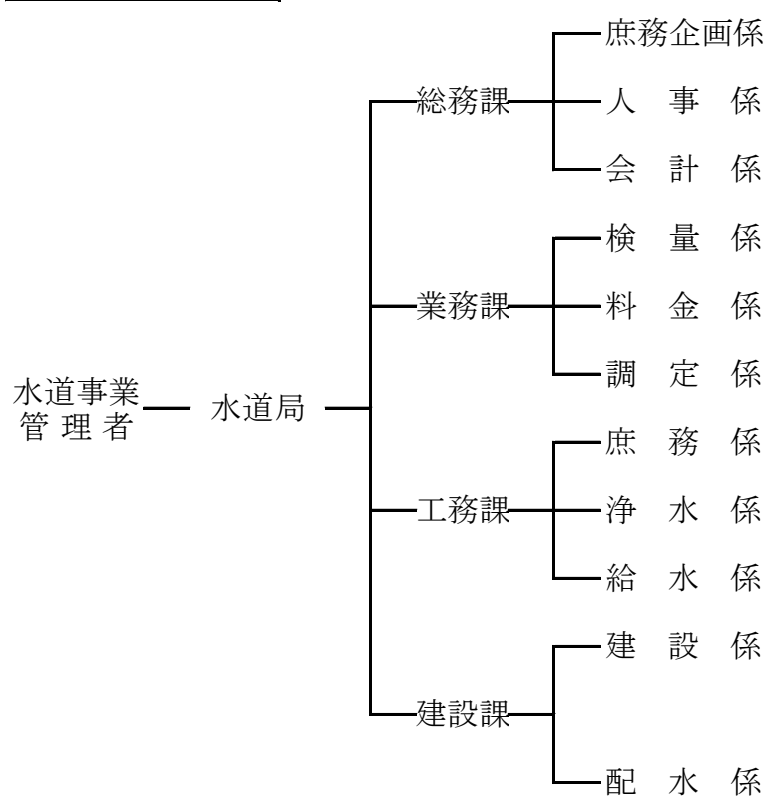 水道事業
管理者
水道局
総務課
庶務企画係
人事係
会計係
業務課
検量係
料金係
調定係
工務課
庶務係
浄水係
給水係
建設課
建設係
配水係